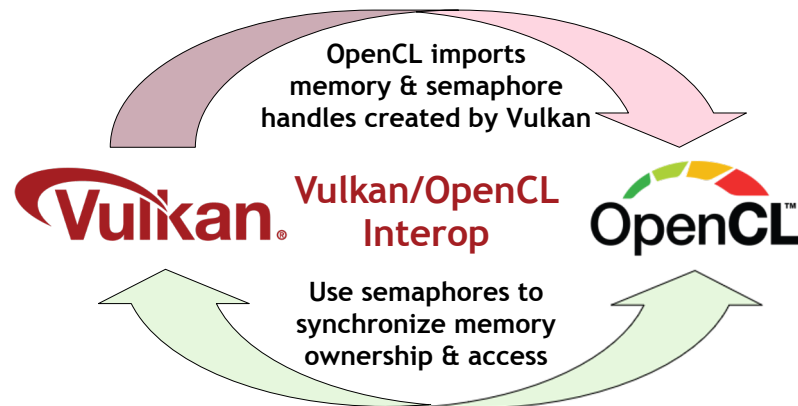 OpenCL imports
memory & semaphore
handles created by Vulkan
Vulkan®
Vulkan/OpenCL
Interop
OpenCL™
Use semaphores to
synchronize memory
ownership & access